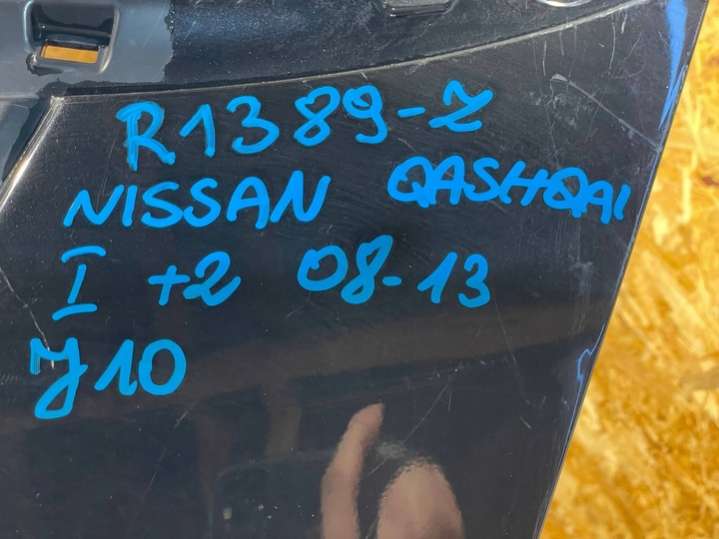 R1389-Z
NISSAN QASHQAI
I +2 08-13
J10